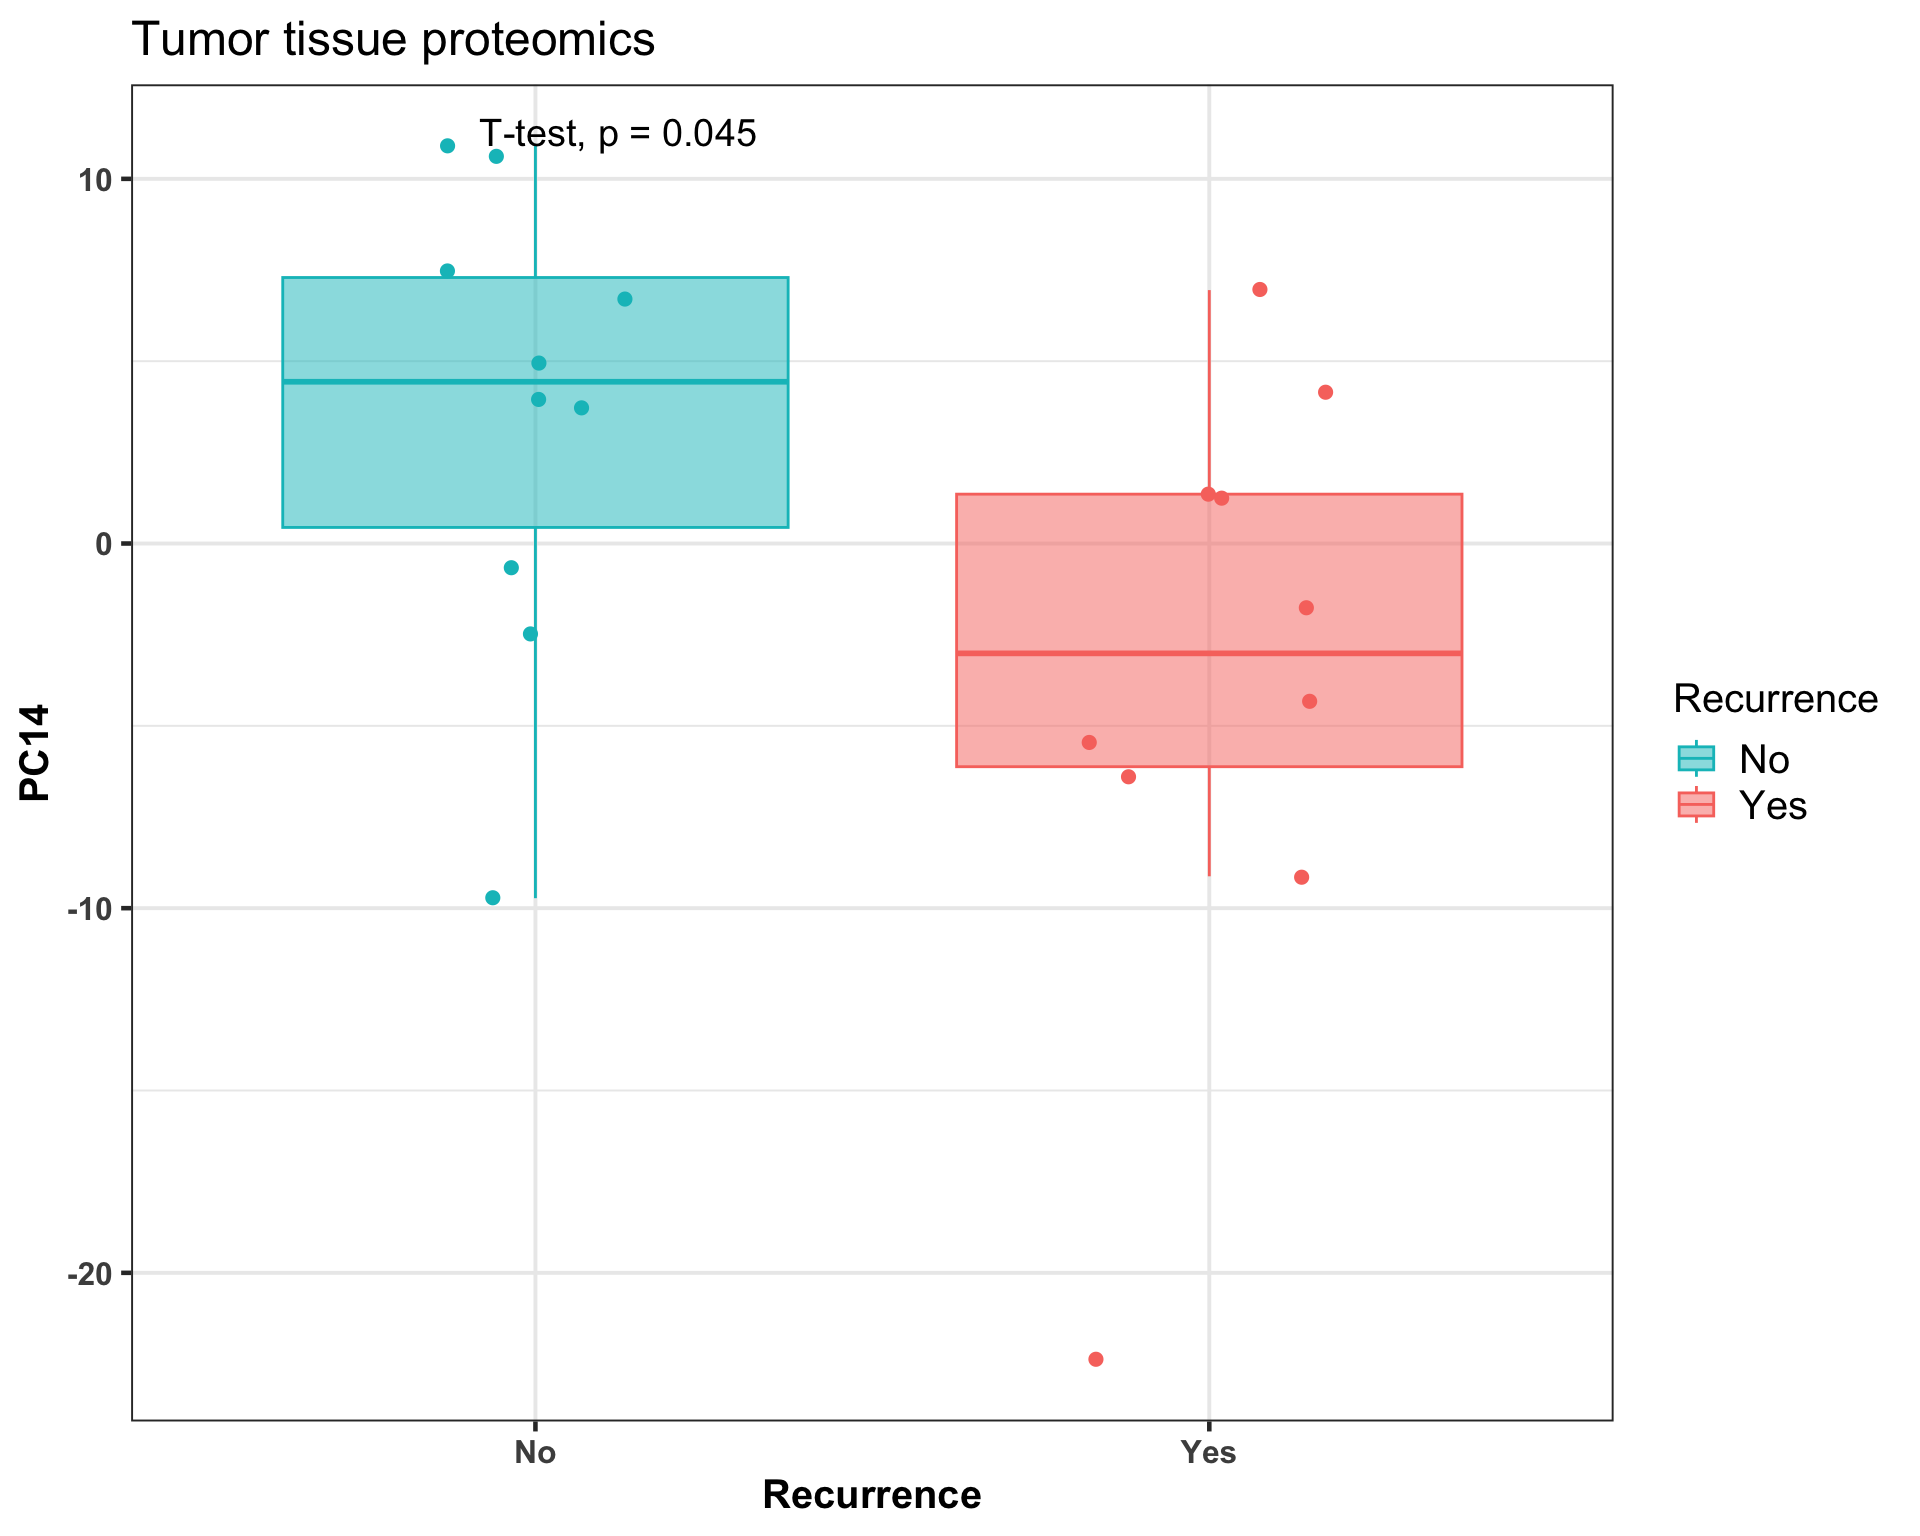 Tumor tissue proteomics
T-test, p = 0.045
10
0
-10
-20
PC14
No
Yes
Recurrence
Recurrence
No
Yes